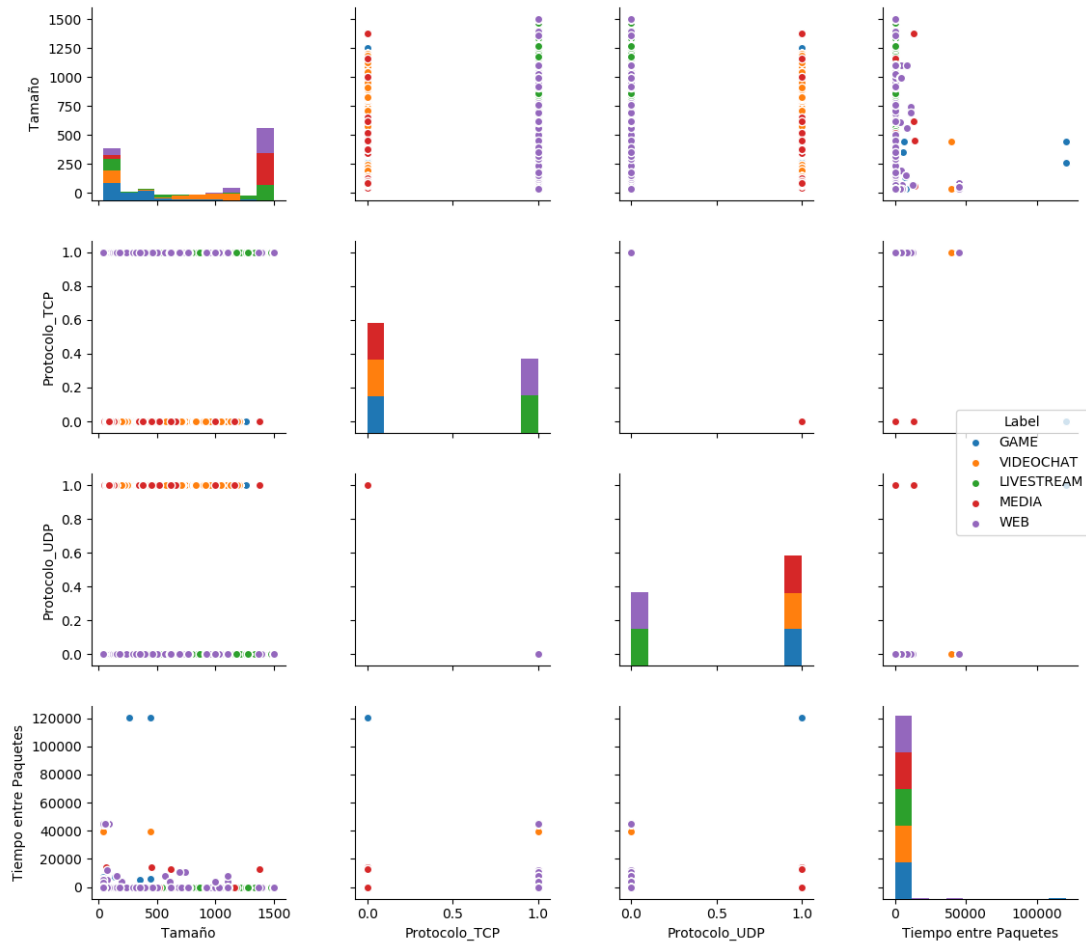 1500
1250
1000
750
500
250
0
Tamaño
1.0
0.8
0.6
0.4
0.2
0.0
Protocolo_TCP
Label
GAME
VIDEOCHAT
LIVESTREAM
MEDIA
WEB
1.0
0.8
0.6
0.4
0.2
0.0
Protocolo_UDP
120000
100000
80000
60000
40000
20000
0
Tiempo entre Paquetes
0 500 1000 1500
Tamaño
0.0 0.5 1.0
Protocolo_TCP
0.0 0.5 1.0
Protocolo_UDP
0 50000 100000
Tiempo entre Paquetes